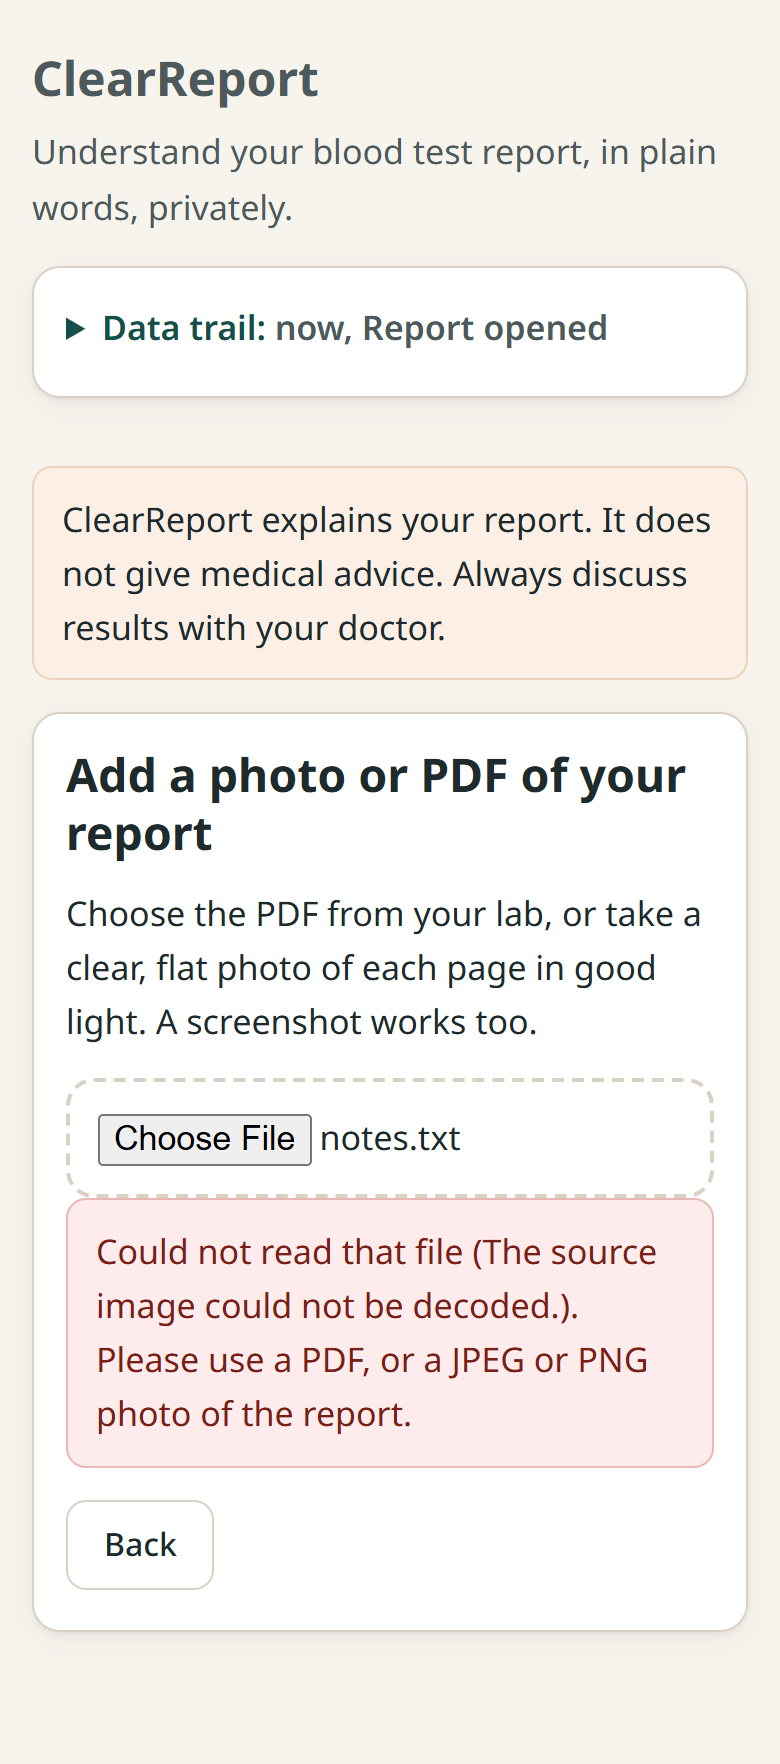 ClearReport
Understand your blood test report, in plain
words, privately.
Data trail: now, Report opened
ClearReport explains your report. It does
not give medical advice. Always discuss
results with your doctor.
Add a photo or PDF of your
report
Choose the PDF from your lab, or take a
clear, flat photo of each page in good
light. A screenshot works too.
Choose File notes.txt
Could not read that file (The source
image could not be decoded.).
Please use a PDF, or a JPEG or PNG
photo of the report.
Back